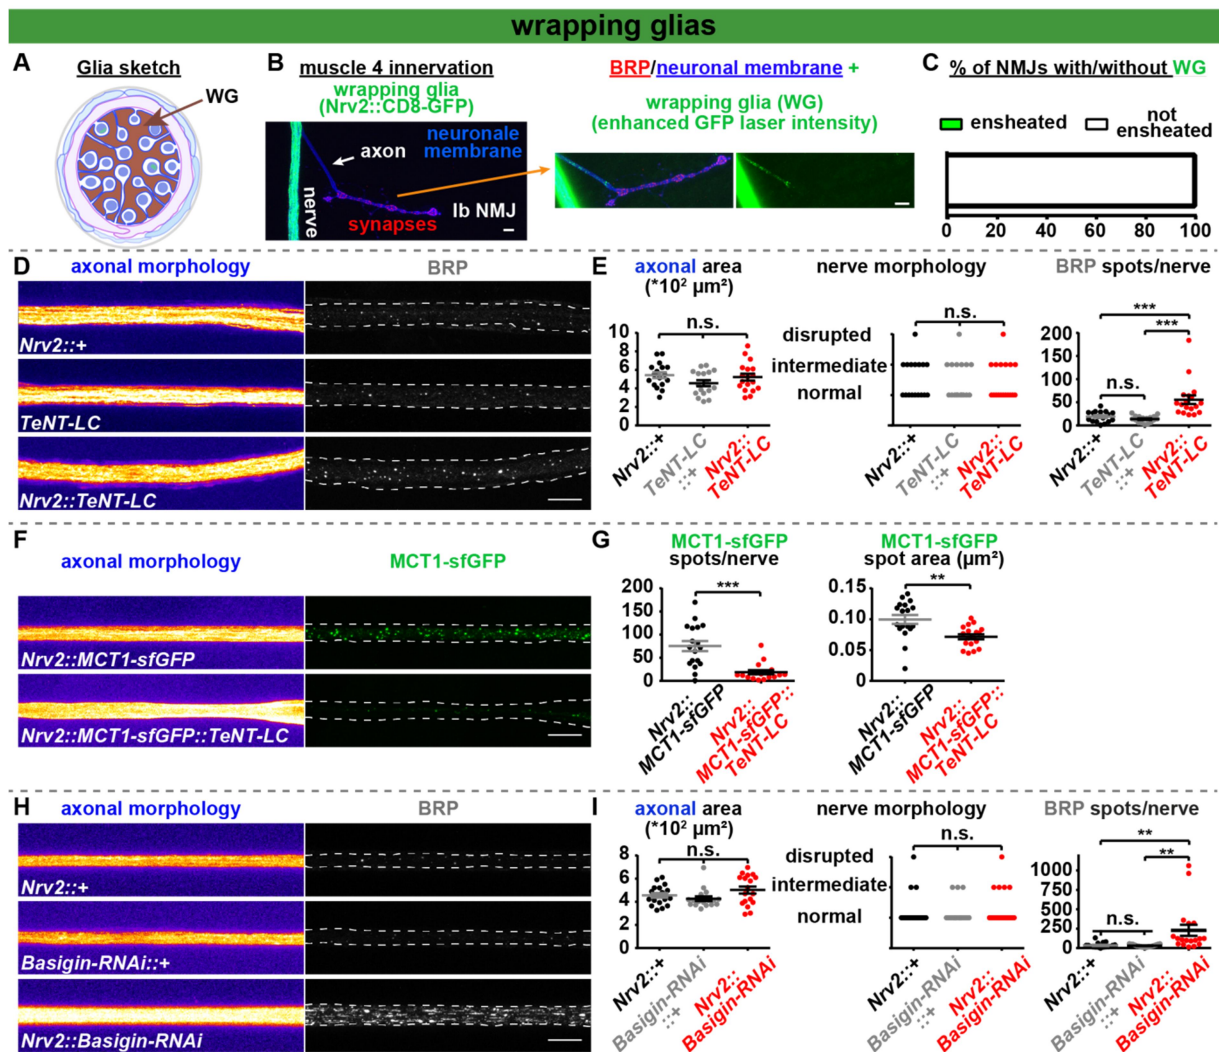 wrapping glias
A
Glia sketch
WG
B
muscle 4 innervation
wrapping glia
(Nrv2::CD8-GFP)
neuronale
membrane
axon
nerve
Ib NMJ
synapses
BRP/neuronal membrane +
wrapping glia (WG)
(enhanced GFP laser intensity)
C
% of NMJs with/without WG
ensheated
not
ensheated
0 20 40 60 80 100
D
axonal morphology
BRP
Nrv2::+
TeNT-LC
Nrv2::TeNT-LC
E
axonal area
(*10² µm²)
n.s.
10
8
6
4
2
0
Nrv2::+
TeNT-LC
::+
Nrv2::
TeNT-LC
nerve morphology
n.s.
disrupted
intermediate
normal
Nrv2::+
TeNT-LC
::+
Nrv2::
TeNT-LC
BRP spots/nerve
***
***
n.s.
200
150
100
50
0
Nrv2::+
TeNT-LC
::+
Nrv2::
TeNT-LC
F
axonal morphology
MCT1-sfGFP
Nrv2::MCT1-sfGFP
Nrv2::MCT1-sfGFP::TeNT-LC
G
MCT1-sfGFP
spots/nerve
***
200
150
100
50
0
Nrv2::
MCT1-sfGFP
Nrv2::
MCT1-sfGFP::
TeNT-LC
MCT1-sfGFP
spot area (µm²)
**
0.15
0.10
0.05
0
Nrv2::
MCT1-sfGFP
Nrv2::
MCT1-sfGFP::
TeNT-LC
H
axonal morphology
BRP
Nrv2::+
Basigin-RNAi::+
Nrv2::Basigin-RNAi
I
axonal area
(*10² µm²)
n.s.
8
6
4
2
0
Nrv2::+
Basigin-RNAi
::+
Nrv2::
Basigin-RNAi
nerve morphology
n.s.
disrupted
intermediate
normal
Nrv2::+
Basigin-RNAi
::+
Nrv2::
Basigin-RNAi
BRP spots/nerve
**
**
n.s.
1000
750
500
250
0
Nrv2::+
Basigin-RNAi
::+
Nrv2::
Basigin-RNAi